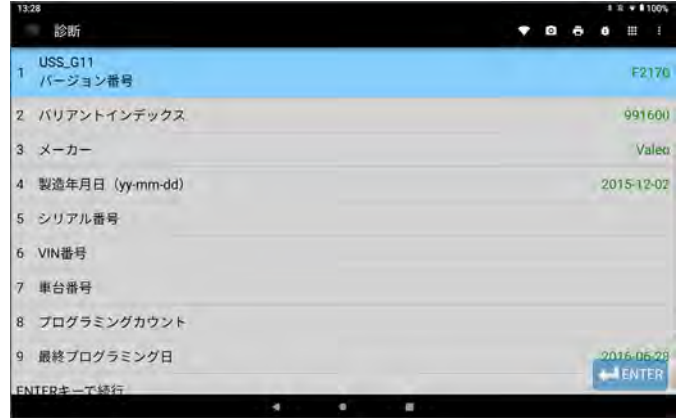 13:28
100%
診断
1 USS_G11
バージョン番号 F2170
2 バリアントインデックス 991600
3 メーカー Valeo
4 製造年月日 (yy-mm-dd) 2015-12-02
5 シリアル番号
6 VIN番号
7 車台番号
8 プログラミングカウント
9 最終プログラミング日 2016-06-28
ENTER
ENTERキーで続行